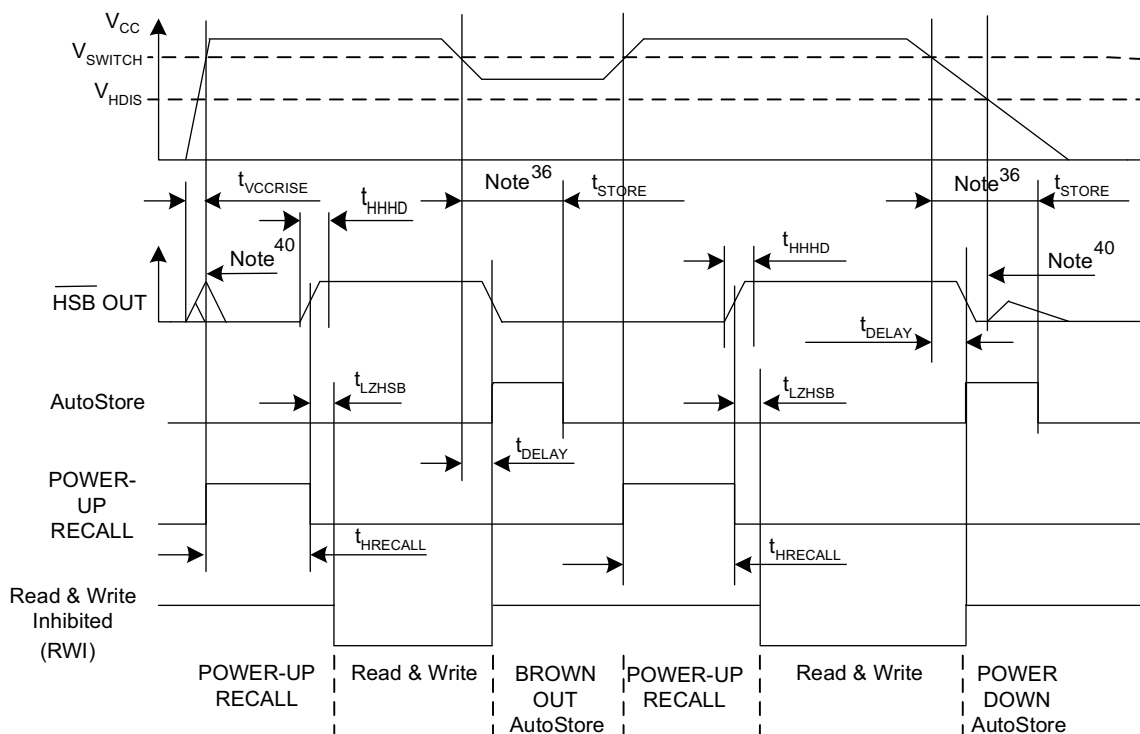 VCC
VSWITCH
VHDIS
tVCCRISE
tHHHD
Note36
tSTORE
Note36
tSTORE
Note40
tHHHD
Note40
HSB OUT
tDELAY
tLZHSB
tLZHSB
AutoStore
tDELAY
POWER-
UP
RECALL
tHRECALL
tHRECALL
Read & Write
Inhibited
(RWI)
POWER-UP
RECALL
Read & Write
BROWN
OUT
AutoStore
POWER-UP
RECALL
Read & Write
POWER
DOWN
AutoStore